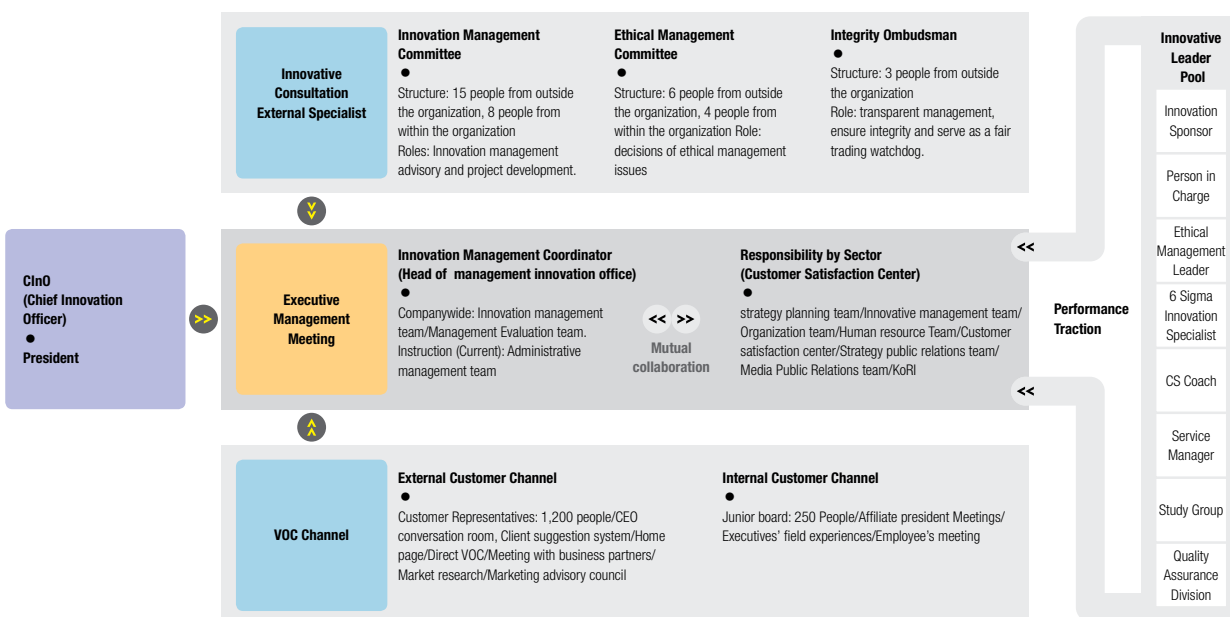 Innovative
Consultation
External Specialist
Innovation Management
Committee
●
Structure: 15 people from outside
the organization, 8 people from
within the organization
Roles: Innovation management
advisory and project development.
Ethical Management
Committee
●
Structure: 6 people from outside
the organization, 4 people from
within the organization Role:
decisions of ethical management
issues
Integrity Ombudsman
●
Structure: 3 people from outside
the organization
Role: transparent management,
ensure integrity and serve as a fair
trading watchdog.
CInO
(Chief Innovation
Officer)
●
President
>>
Executive
Management
Meeting
Innovation Management Coordinator
(Head of management innovation office)
●
Companywide: Innovation management
team/Management Evaluation team.
Instruction (Current): Administrative
management team
<< >>
Mutual
collaboration
Responsibility by Sector
(Customer Satisfaction Center)
●
strategy planning team/Innovative management team/
Organization team/Human resource Team/Customer
satisfaction center/Strategy public relations team/
Media Public Relations team/KoRI
<<
<<
Performance
Traction
VOC Channel
External Customer Channel
●
Customer Representatives: 1,200 people/CEO
conversation room, Client suggestion system/Home
page/Direct VOC/Meeting with business partners/
Market research/Marketing advisory council
Internal Customer Channel
●
Junior board: 250 People/Affiliate president Meetings/
Executives’ field experiences/Employee’s meeting
Innovative
Leader
Pool
Innovation
Sponsor
Person in
Charge
Ethical
Management
Leader
6 Sigma
Innovation
Specialist
CS Coach
Service
Manager
Study Group
Quality
Assurance
Division